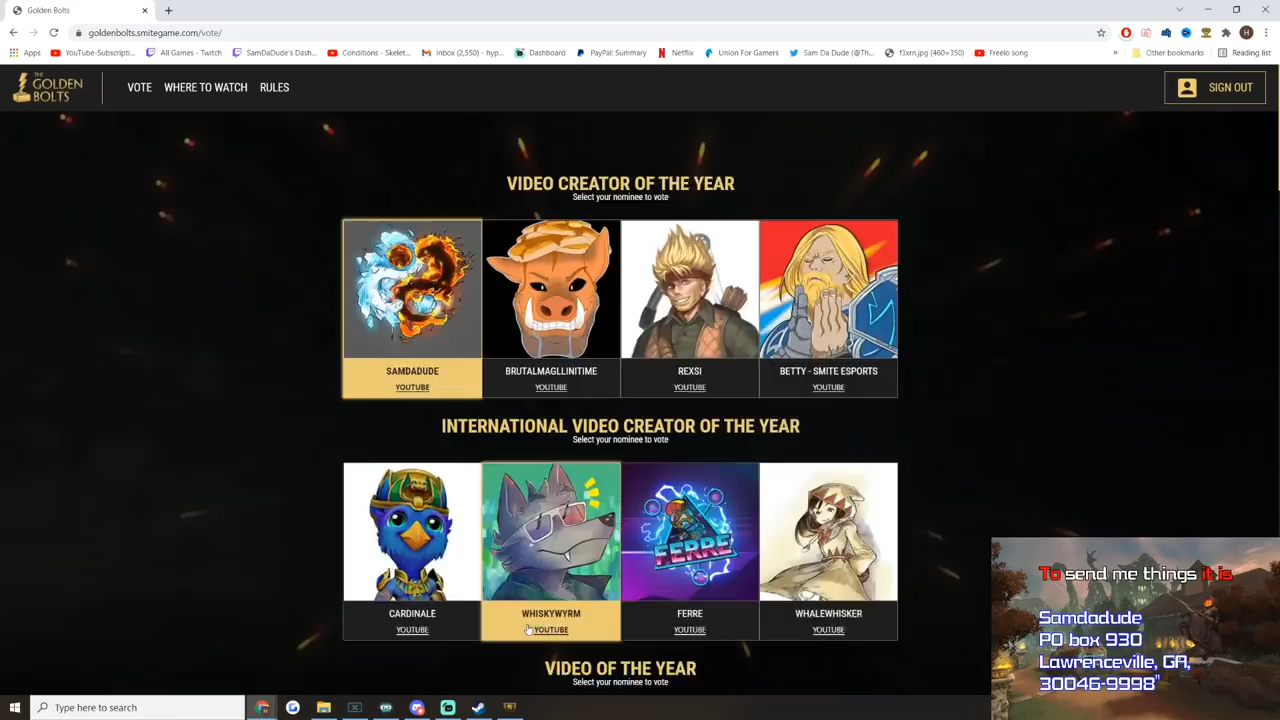 Golden Bolts
goldenbolts.smitegame.com/vote/
Apps YouTube-Subscripti... All Games - Twitch SamDaDude's Dash... Conditions - Skelet... Inbox (2,550) - hyp... Dashboard PayPal: Summary Netflix Union For Gamers Sam Da Dude (@Th... f3xrn.jpg (460×350) Freelo song » Other bookmarks Reading list
THE GOLDEN BOLTS
VOTE WHERE TO WATCH RULES SIGN OUT
VIDEO CREATOR OF THE YEAR
Select your nominee to vote
SAMDADUDE BRUTALMAGLLINITIME REXSI BETTY - SMITE ESPORTS
YOUTUBE YOUTUBE YOUTUBE YOUTUBE
INTERNATIONAL VIDEO CREATOR OF THE YEAR
Select your nominee to vote
FERRE
CARDINALE WHISKYWYRM FERRE WHALEWHISKER
YOUTUBE YOUTUBE YOUTUBE YOUTUBE
VIDEO OF THE YEAR
Select your nominee to vote
To send me things it is
Samdadude
PO box 930
Lawrenceville, GA,
30046-9998"
Type here to search